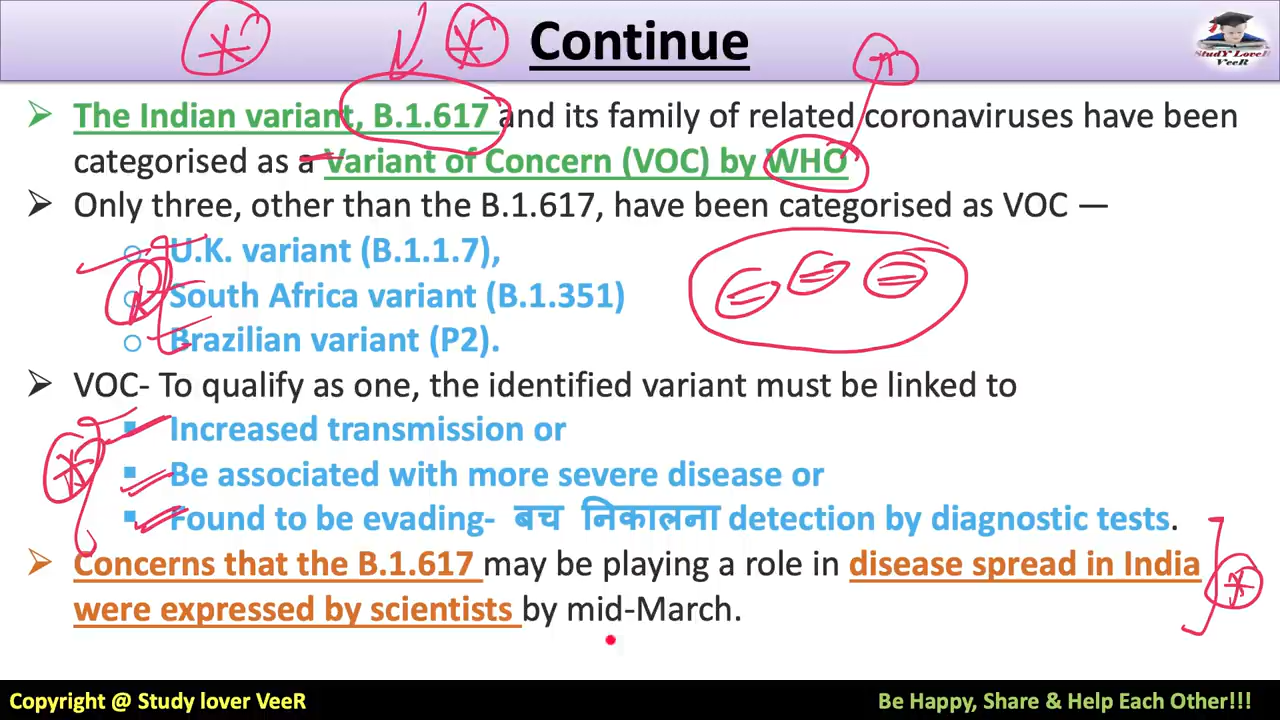 Continue
StudY LoveR
VeeR
The Indian variant, B.1.617 and its family of related coronaviruses have been
categorised as a Variant of Concern (VOC) by WHO
Only three, other than the B.1.617, have been categorised as VOC —
U.K. variant (B.1.1.7),
South Africa variant (B.1.351)
Brazilian variant (P2).
VOC- To qualify as one, the identified variant must be linked to
Increased transmission or
Be associated with more severe disease or
Found to be evading- बच निकालना detection by diagnostic tests.
Concerns that the B.1.617 may be playing a role in disease spread in India
were expressed by scientists by mid-March.
Copyright @ Study lover VeeR
Be Happy, Share & Help Each Other!!!